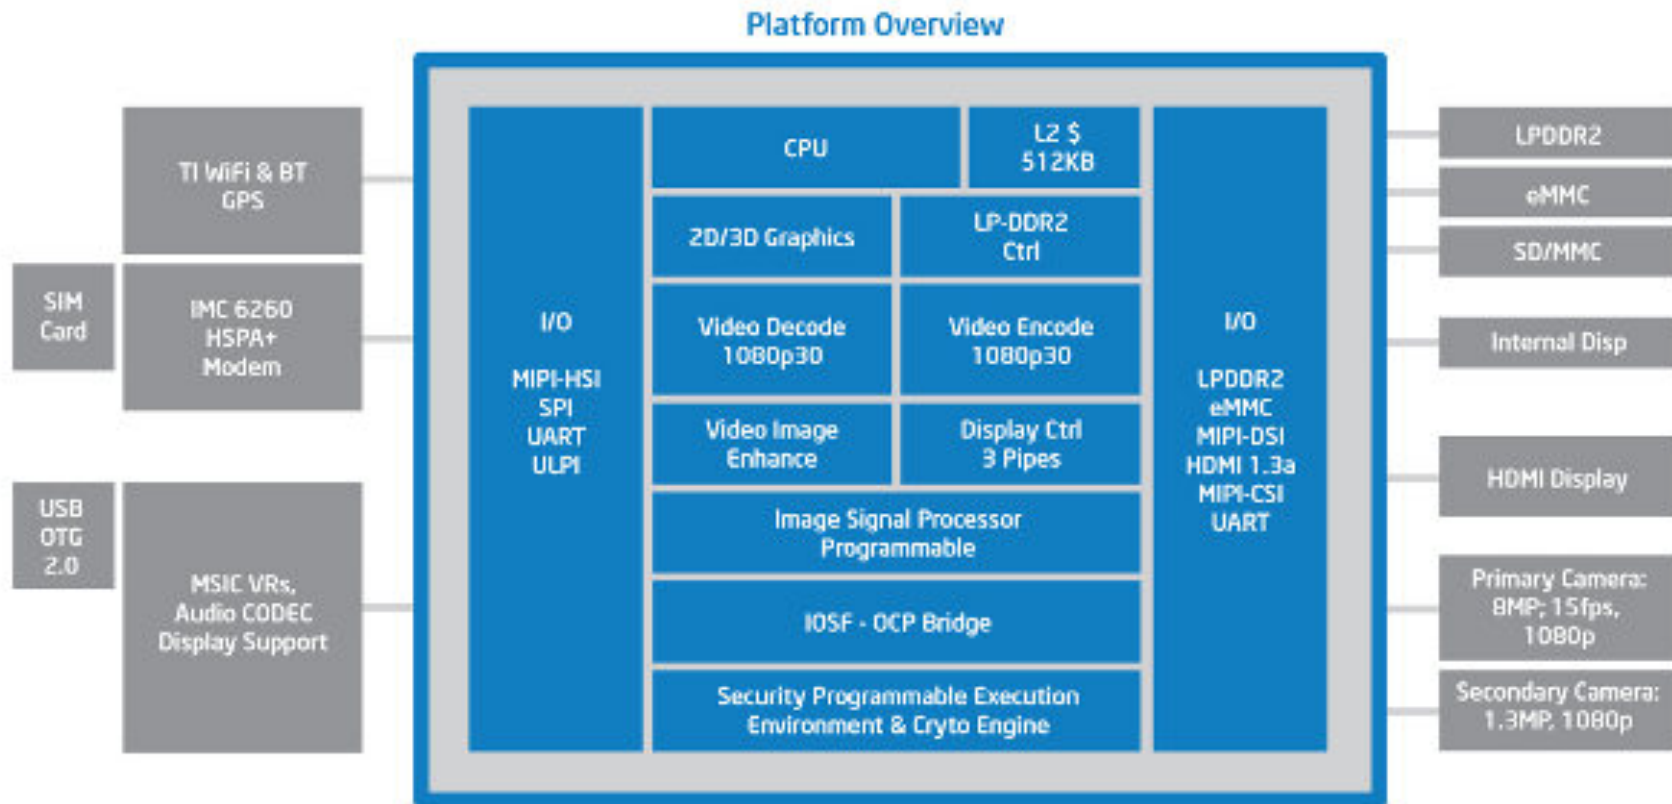 Platform Overview
TI WiFi & BT
GPS
SIM
Card
IMC 6260
HSPA+
Modem
USB
OTG
2.0
MSIC VRs,
Audio CODEC
Display Support
I/O
MIPI-HSI
SPI
UART
ULPI
CPU
L2 $
512KB
2D/3D Graphics
LP-DDR2
Ctrl
Video Decode
1080p30
Video Encode
1080p30
Video Image
Enhance
Display Ctrl
3 Pipes
Image Signal Processor
Programmable
IOSF - OCP Bridge
Security Programmable Execution
Environment & Cryto Engine
I/O
LPDDR2
eMMC
MIPI-DSI
HDMI 1.3a
MIPI-CSI
UART
LPDDR2
eMMC
SD/MMC
Internal Disp
HDMI Display
Primary Camera:
8MP; 15fps,
1080p
Secondary Camera:
1.3MP, 1080p